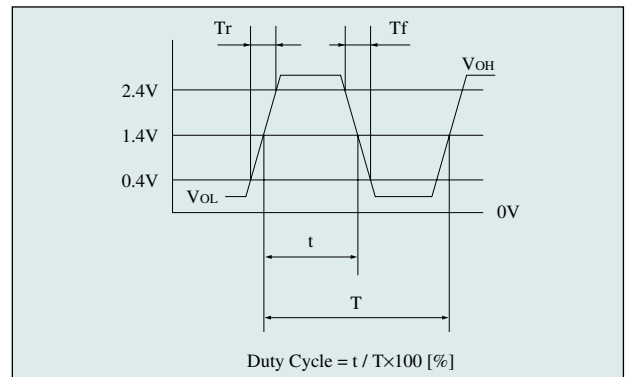 Tr Tf
VOH
2.4V
1.4V
0.4V
VOL
0V
t
T
Duty Cycle = t / T×100 [%]